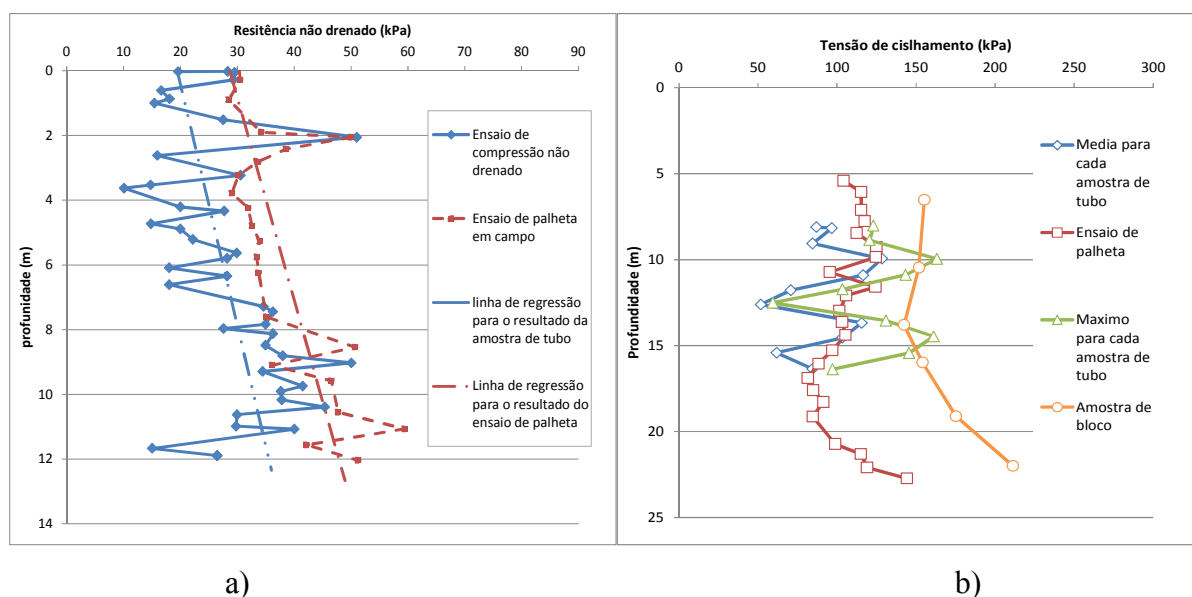 Resitência não drenado (kPa)
0 10 20 30 40 50 60 70 80 90
0
2
4
6
8
10
12
14
profunidade (m)
Ensaio de
compressão não
drenado
Ensaio de palheta
em campo
linha de regressão
para o resultado da
amostra de tubo
Linha de regressão
para o resultado do
ensaio de palheta
a)
Tensão de cislhamento (kPa)
0 50 100 150 200 250 300
0
5
10
15
20
25
Profundidade (m)
Media para
cada
amostra de
tubo
Ensaio de
palheta
Maximo
para cada
amostra de
tubo
Amostra de
bloco
b)